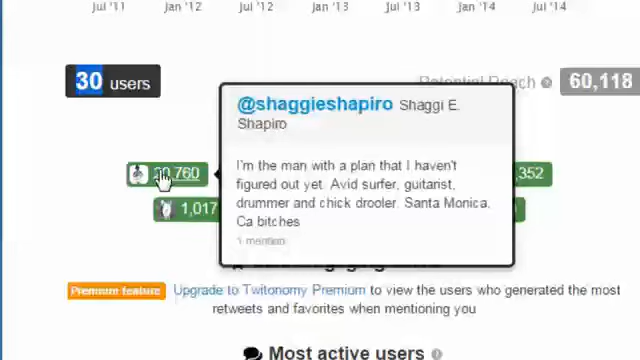 Jul '11 Jan '12 Jul '12 Jan '13 Jul '13 Jan '14 Jul '14
30 users
Potential Reach 60,118
@shaggieshapiro Shaggi E.
Shapiro
I'm the man with a plan that I haven't
figured out yet. Avid surfer, guitarist,
drummer and chick drooler. Santa Monica,
Ca bitches
1 mention
,760
352
1,017
Premium feature Upgrade to Twitonomy Premium to view the users who generated the most
retweets and favorites when mentioning you
Most active users